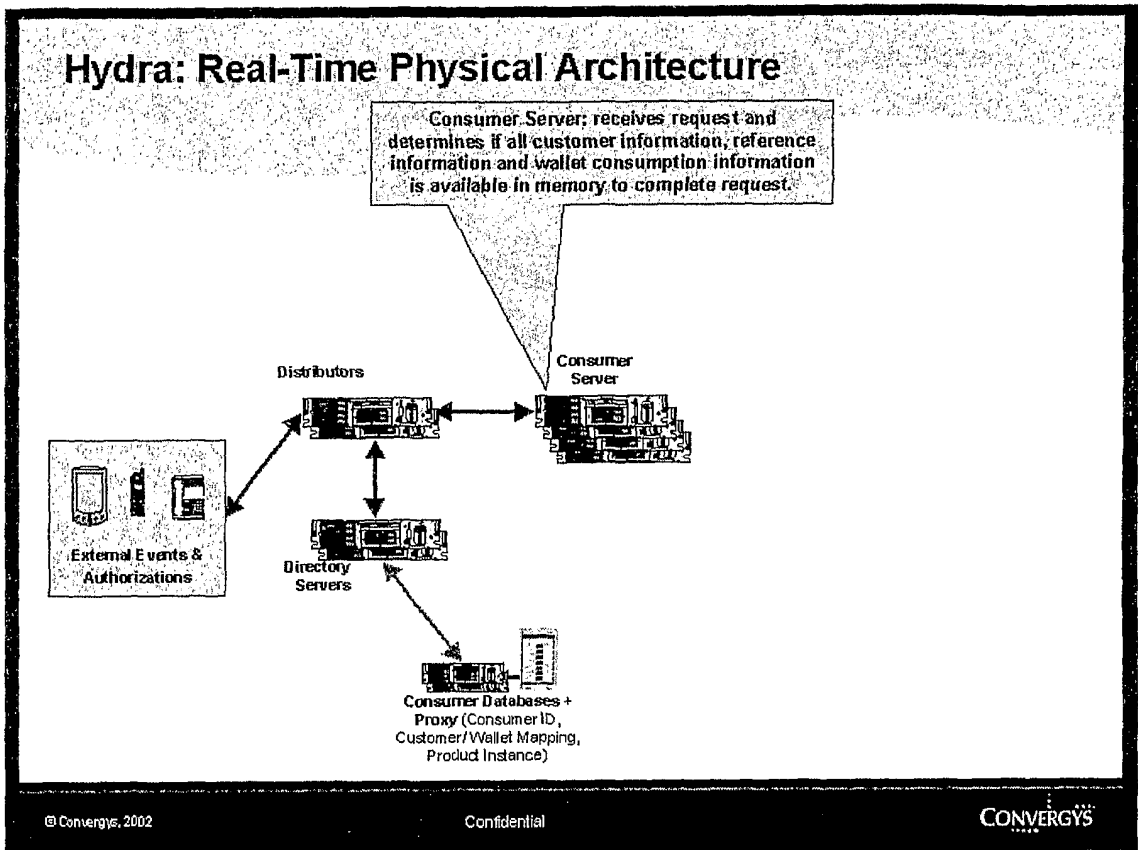 Hydra: Real-Time Physical Architecture
Consumer Server: receives request and
determines if all customer information, reference
information and wallet consumption information
is available in memory to complete request.
Distributors
Consumer
Server
External Events &
Authorizations
Directory
Servers
Consumer Databases +
Proxy (Consumer ID,
Customer/Wallet Mapping,
Product Instance)
© Convergys, 2002
Confidential
CONVERGYS